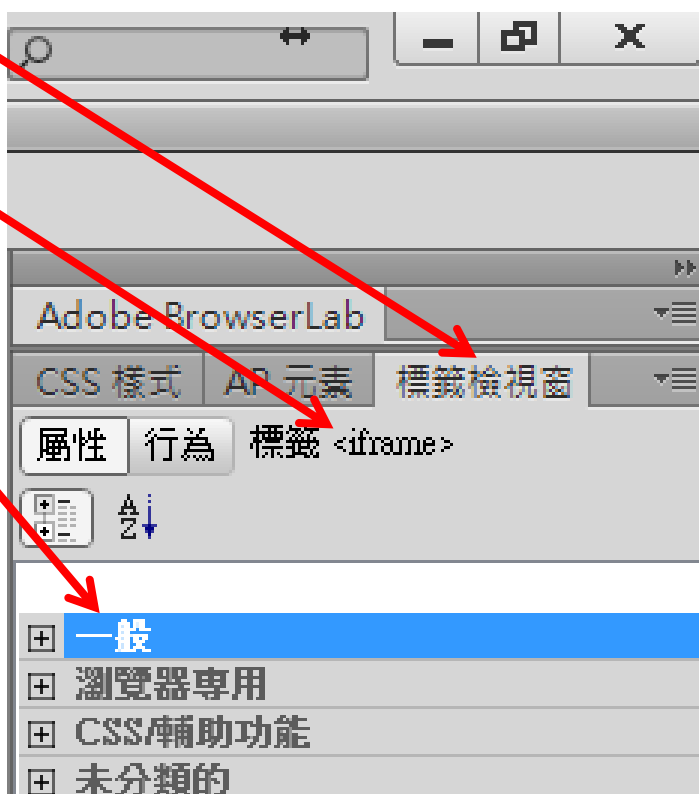 Adobe BrowserLab
CSS 樣式 AP 元素 標籤檢視窗
屬性 行為 標籤 <iframe>
AZ
一般
瀏覽器專用
CSS/輔助功能
未分類的